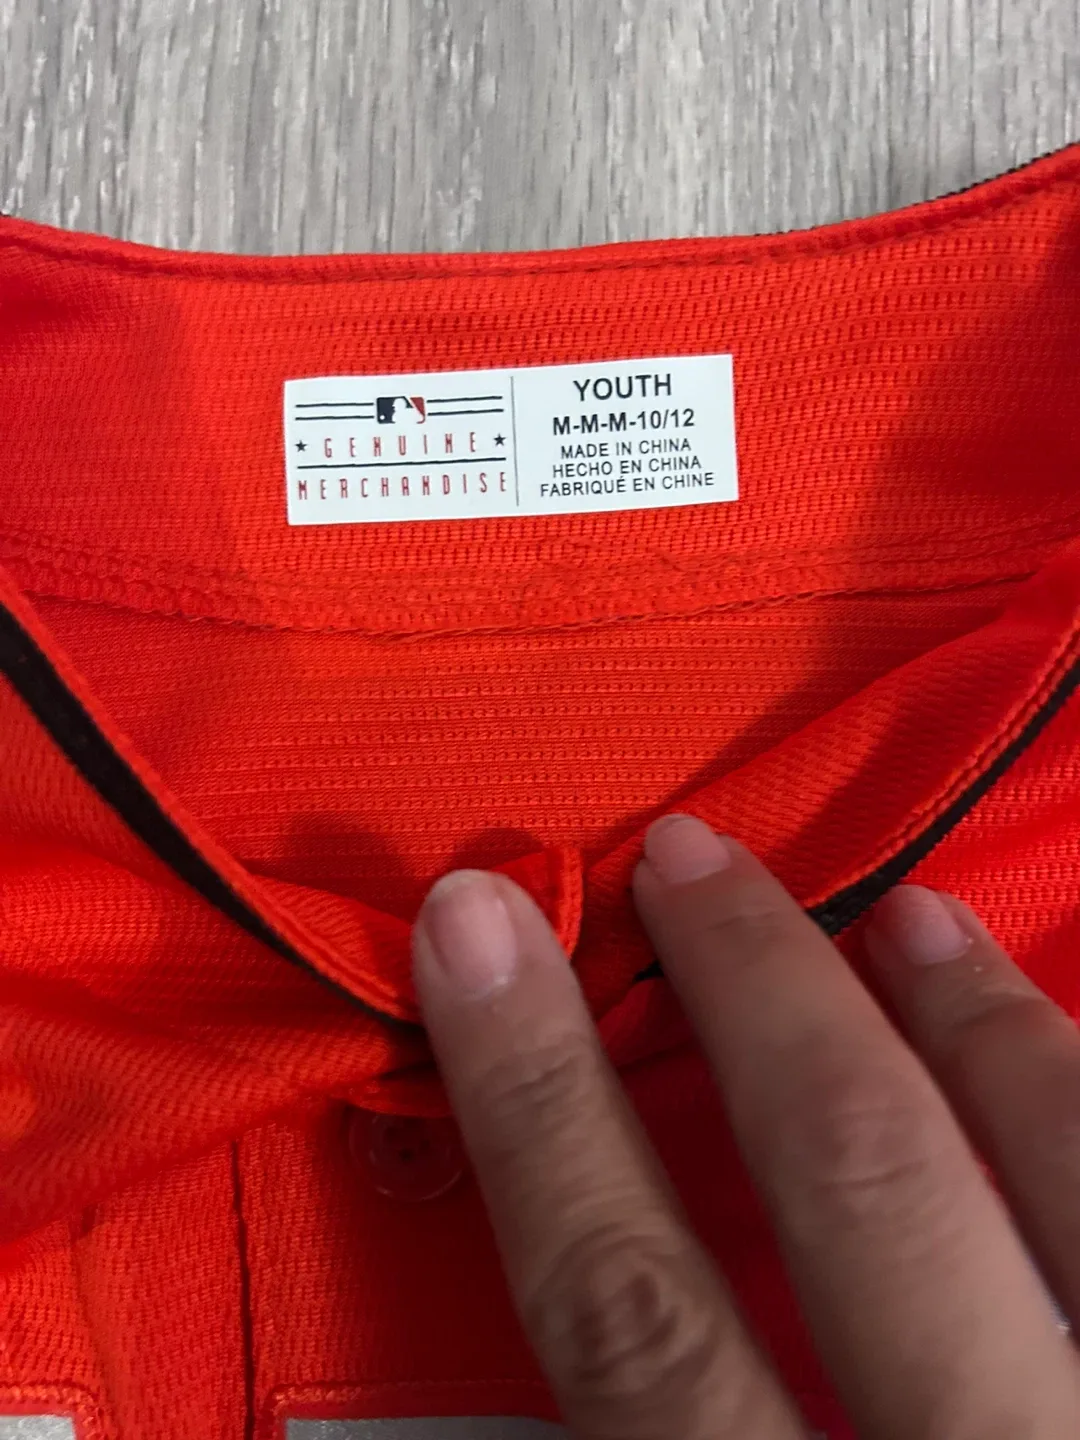 ★ GENUINE ★
MERCHANDISE
YOUTH
M-M-M-10/12
MADE IN CHINA
HECHO EN CHINA
FABRIQUÉ EN CHINE